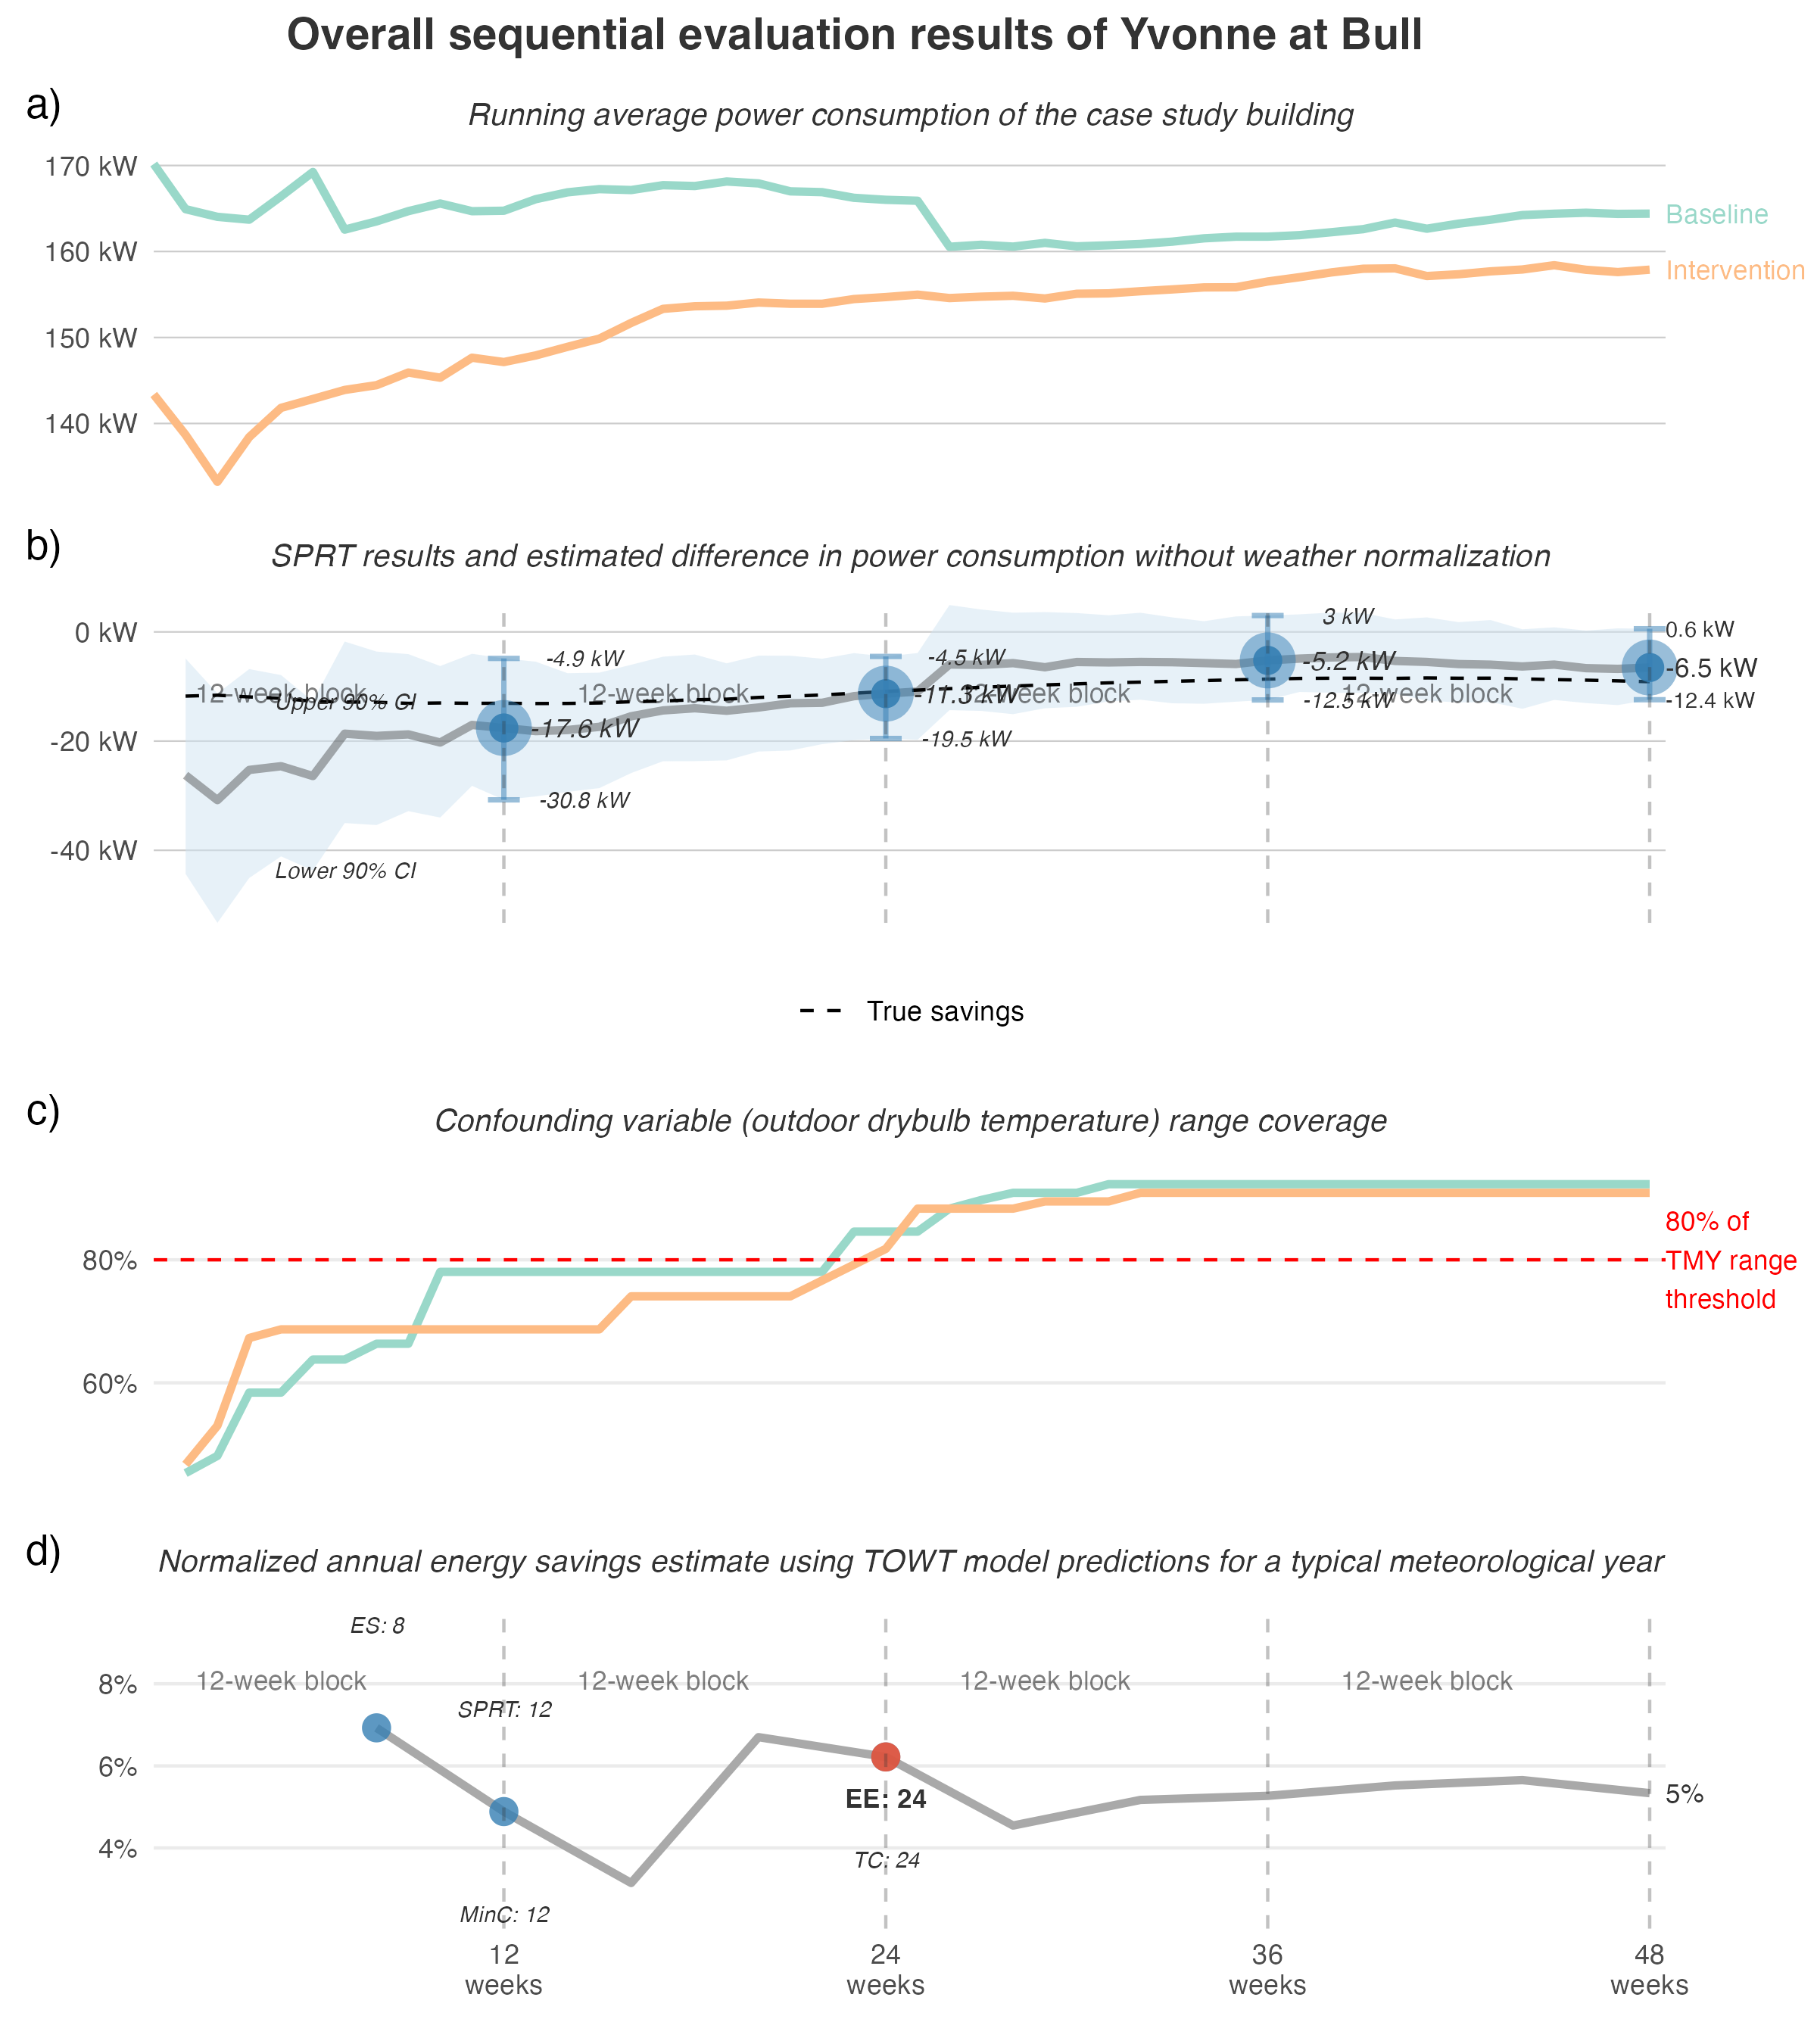 Overall sequential evaluation results of Yvonne at Bull
a)
Running average power consumption of the case study building
170 kW
160 kW
150 kW
140 kW
Baseline
Intervention
b)
SPRT results and estimated difference in power consumption without weather normalization
0 kW
-20 kW
-40 kW
12-week block
12-week block
12-week block
12-week block
Upper 90% CI
Lower 90% CI
-4.9 kW
-17.6 kW
-30.8 kW
-4.5 kW
-11.3 kW
-19.5 kW
3 kW
-5.2 kW
-12.5 kW
0.6 kW
-6.5 kW
-12.4 kW
True savings
c)
Confounding variable (outdoor drybulb temperature) range coverage
80%
60%
80% of
TMY range
threshold
d)
Normalized annual energy savings estimate using TOWT model predictions for a typical meteorological year
ES: 8
8%
6%
4%
12-week block
12-week block
12-week block
12-week block
SPRT: 12
EE: 24
5%
TC: 24
MinC: 12
12
weeks
24
weeks
36
weeks
48
weeks